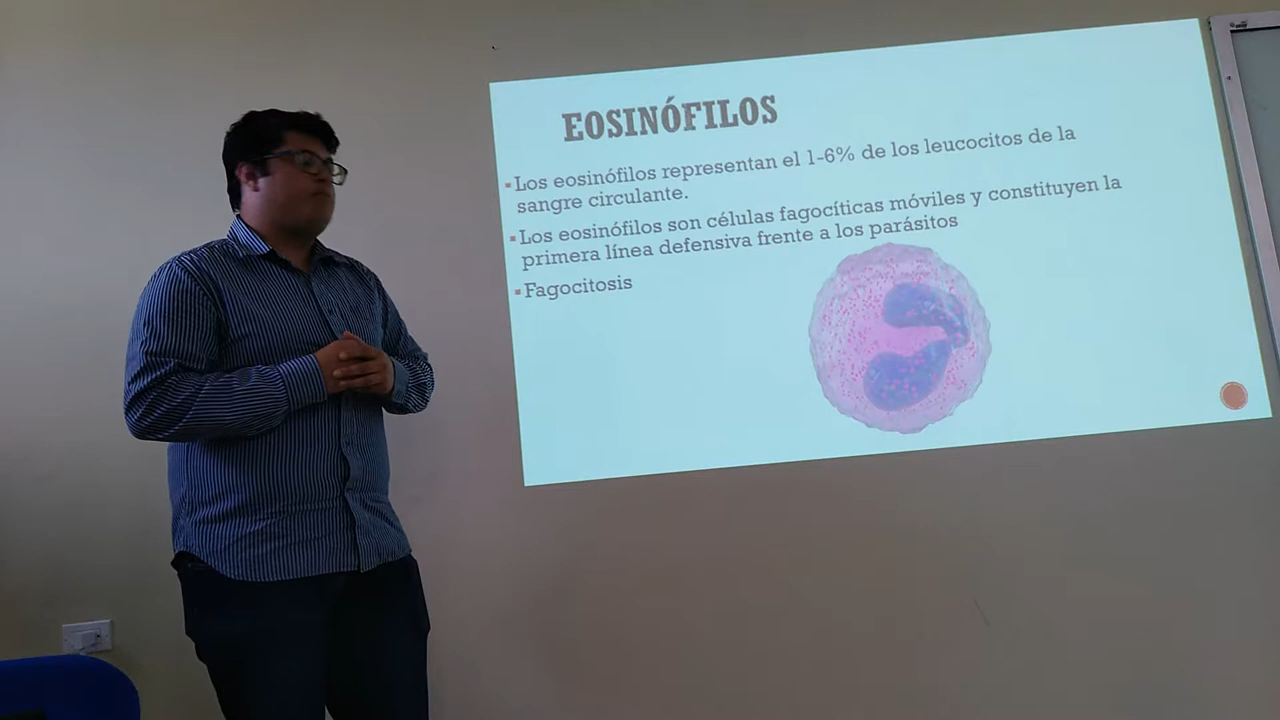 EOSINÓFILOS
▪Los eosinófilos representan el 1-6% de los leucocitos de la
sangre circulante.
▪Los eosinófilos son células fagocíticas móviles y constituyen la
primera línea defensiva frente a los parásitos
▪Fagocitosis